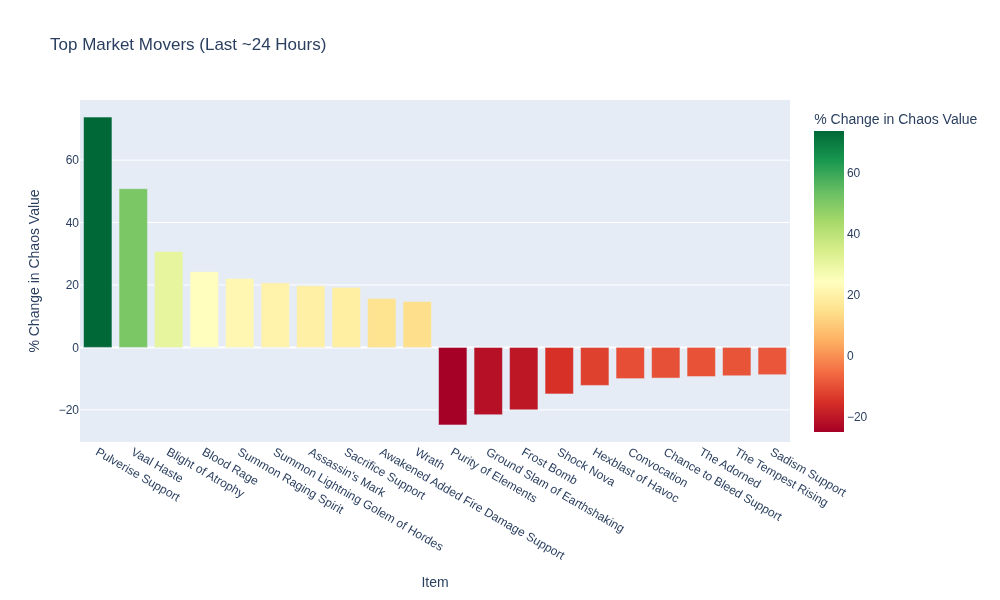 Top Market Movers (Last ~24 Hours)
% Change in Chaos Value
60
40
20
0
−20
Pulverise Support
Vaal Haste
Blight of Atrophy
Blood Rage
Summon Raging Spirit
Summon Lightning Golem of Hordes
Assassin's Mark
Sacrifice Support
Awakened Added Fire Damage Support
Wrath
Purity of Elements
Ground Slam of Earthshaking
Frost Bomb
Shock Nova
Hexblast of Havoc
Convocation
Chance to Bleed Support
The Adorned
The Tempest Rising
Sadism Support
Item
% Change in Chaos Value
60
40
20
0
−20